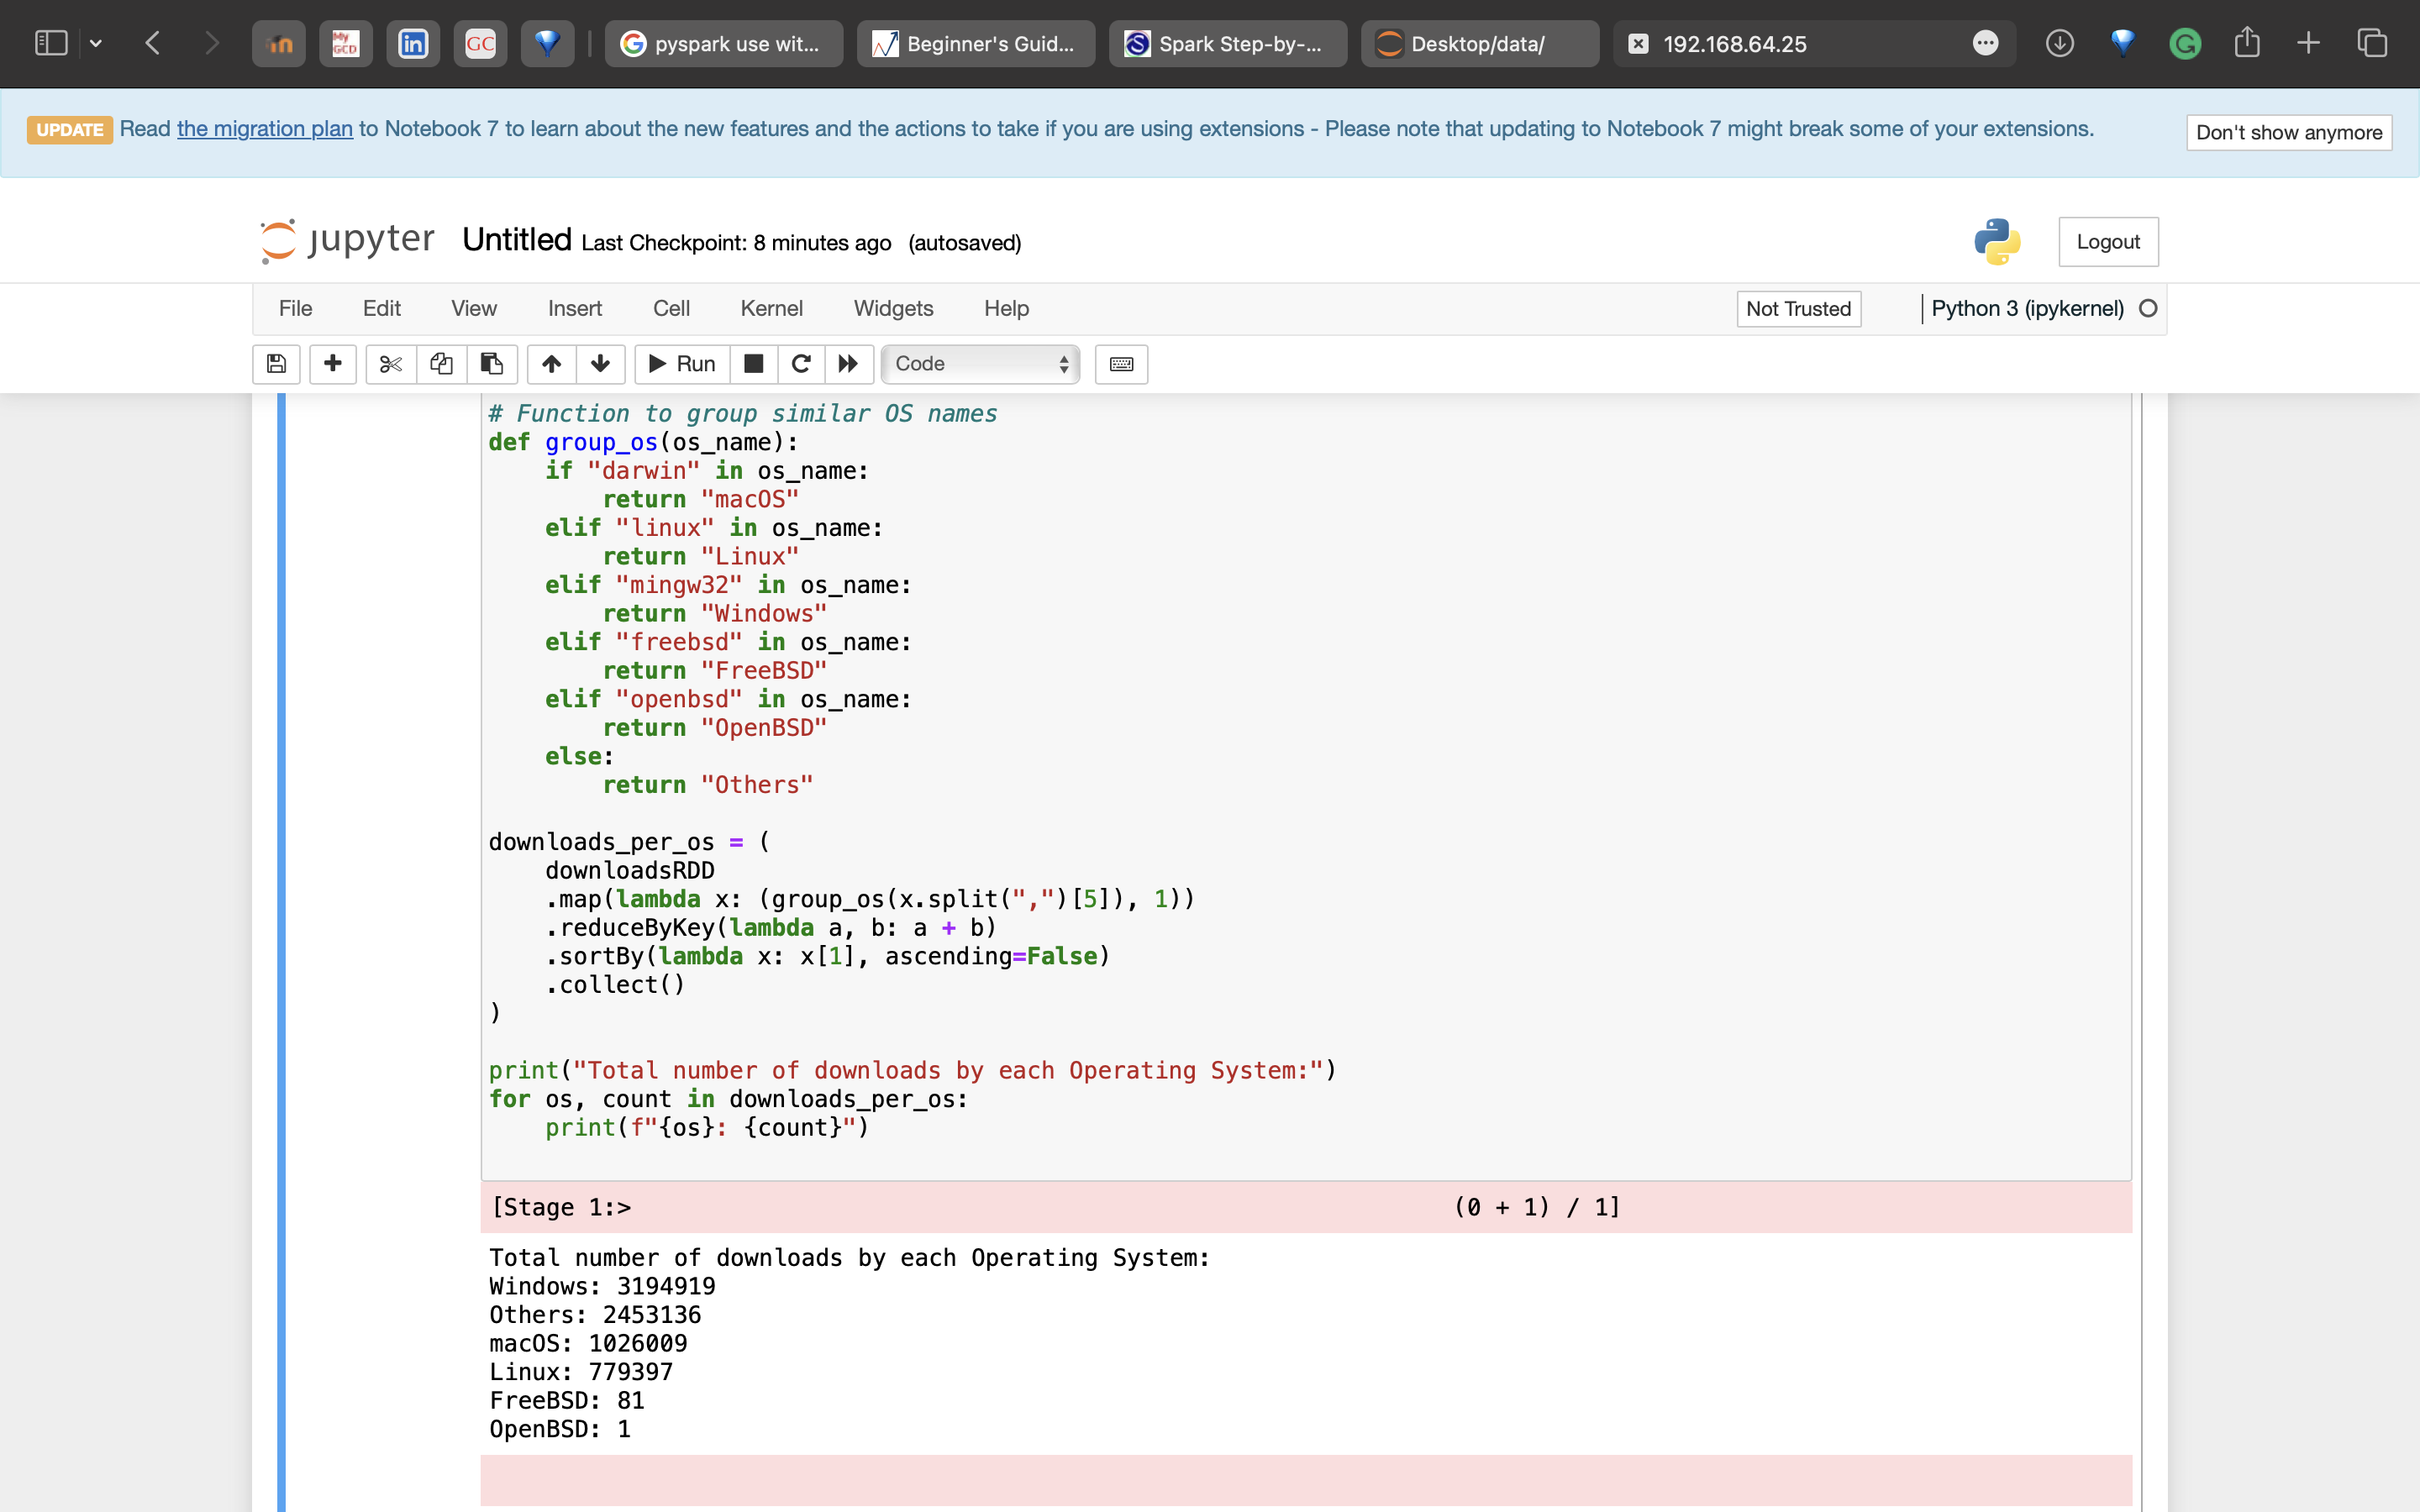 My
GCD
in
GC
pyspark use wit...
Beginner's Guid...
Spark Step-by-...
Desktop/data/
192.168.64.25
UPDATE Read the migration plan to Notebook 7 to learn about the new features and the actions to take if you are using extensions - Please note that updating to Notebook 7 might break some of your extensions.
Don't show anymore
jupyter Untitled Last Checkpoint: 8 minutes ago (autosaved)
Logout
File Edit View Insert Cell Kernel Widgets Help
Not Trusted
Python 3 (ipykernel)
Run
Code
# Function to group similar OS names
def group_os(os_name):
    if "darwin" in os_name:
        return "macOS"
    elif "linux" in os_name:
        return "Linux"
    elif "mingw32" in os_name:
        return "Windows"
    elif "freebsd" in os_name:
        return "FreeBSD"
    elif "openbsd" in os_name:
        return "OpenBSD"
    else:
        return "Others"
downloads_per_os = (
    downloadsRDD
    .map(lambda x: (group_os(x.split(",")[5]), 1))
    .reduceByKey(lambda a, b: a + b)
    .sortBy(lambda x: x[1], ascending=False)
    .collect()
)
print("Total number of downloads by each Operating System:")
for os, count in downloads_per_os:
    print(f"{os}: {count}")
[Stage 1:> (0 + 1) / 1]
Total number of downloads by each Operating System:
Windows: 3194919
Others: 2453136
macOS: 1026009
Linux: 779397
FreeBSD: 81
OpenBSD: 1